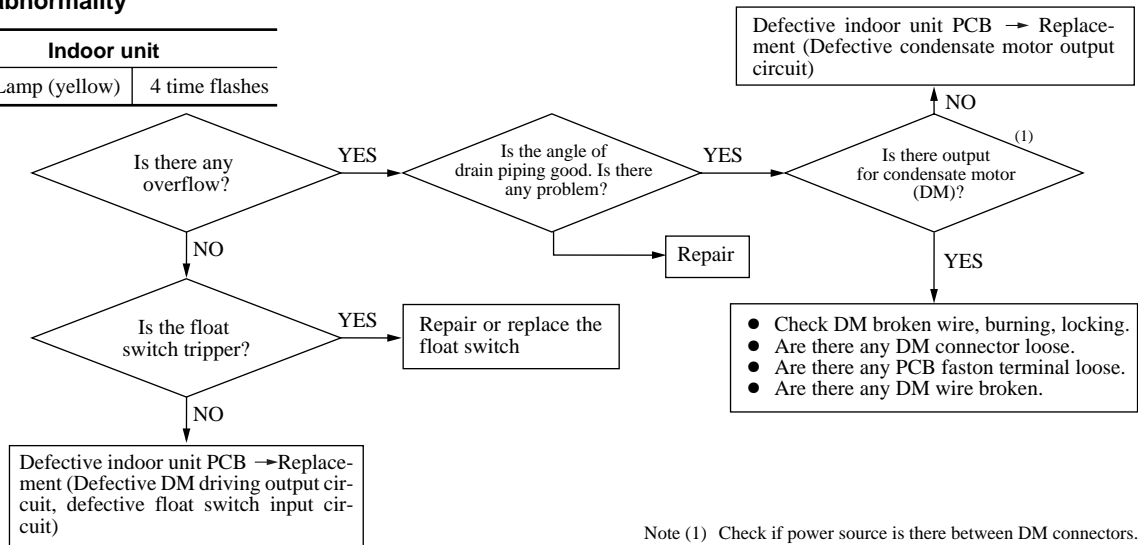 abnormality
Indoor unit
Lamp (yellow) 4 time flashes
Defective indoor unit PCB → Replace-
ment (Defective condensate motor output
circuit)
NO
Is there any
overflow?
YES
Is the angle of
drain piping good. Is there
any problem?
YES
(1)
Is there output
for condensate motor
(DM)?
NO
Repair
YES
Is the float
switch tripper?
YES
Repair or replace the
float switch
● Check DM broken wire, burning, locking.
● Are there any DM connector loose.
● Are there any PCB faston terminal loose.
● Are there any DM wire broken.
NO
Defective indoor unit PCB →Replace-
ment (Defective DM driving output cir-
cuit, defective float switch input cir-
cuit)
Note (1) Check if power source is there between DM connectors.